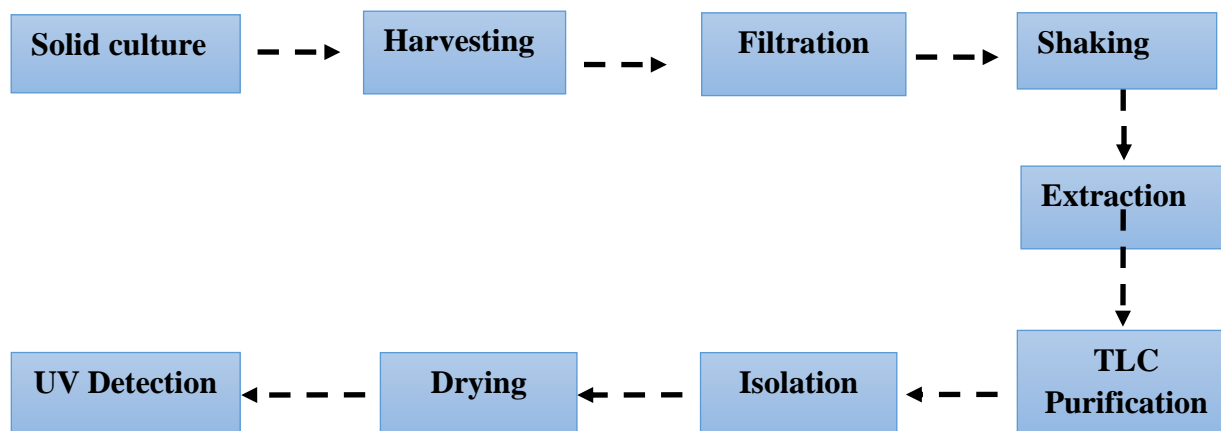 Solid culture
Harvesting
Filtration
Shaking
Extraction
TLC
Purification
Isolation
Drying
UV Detection